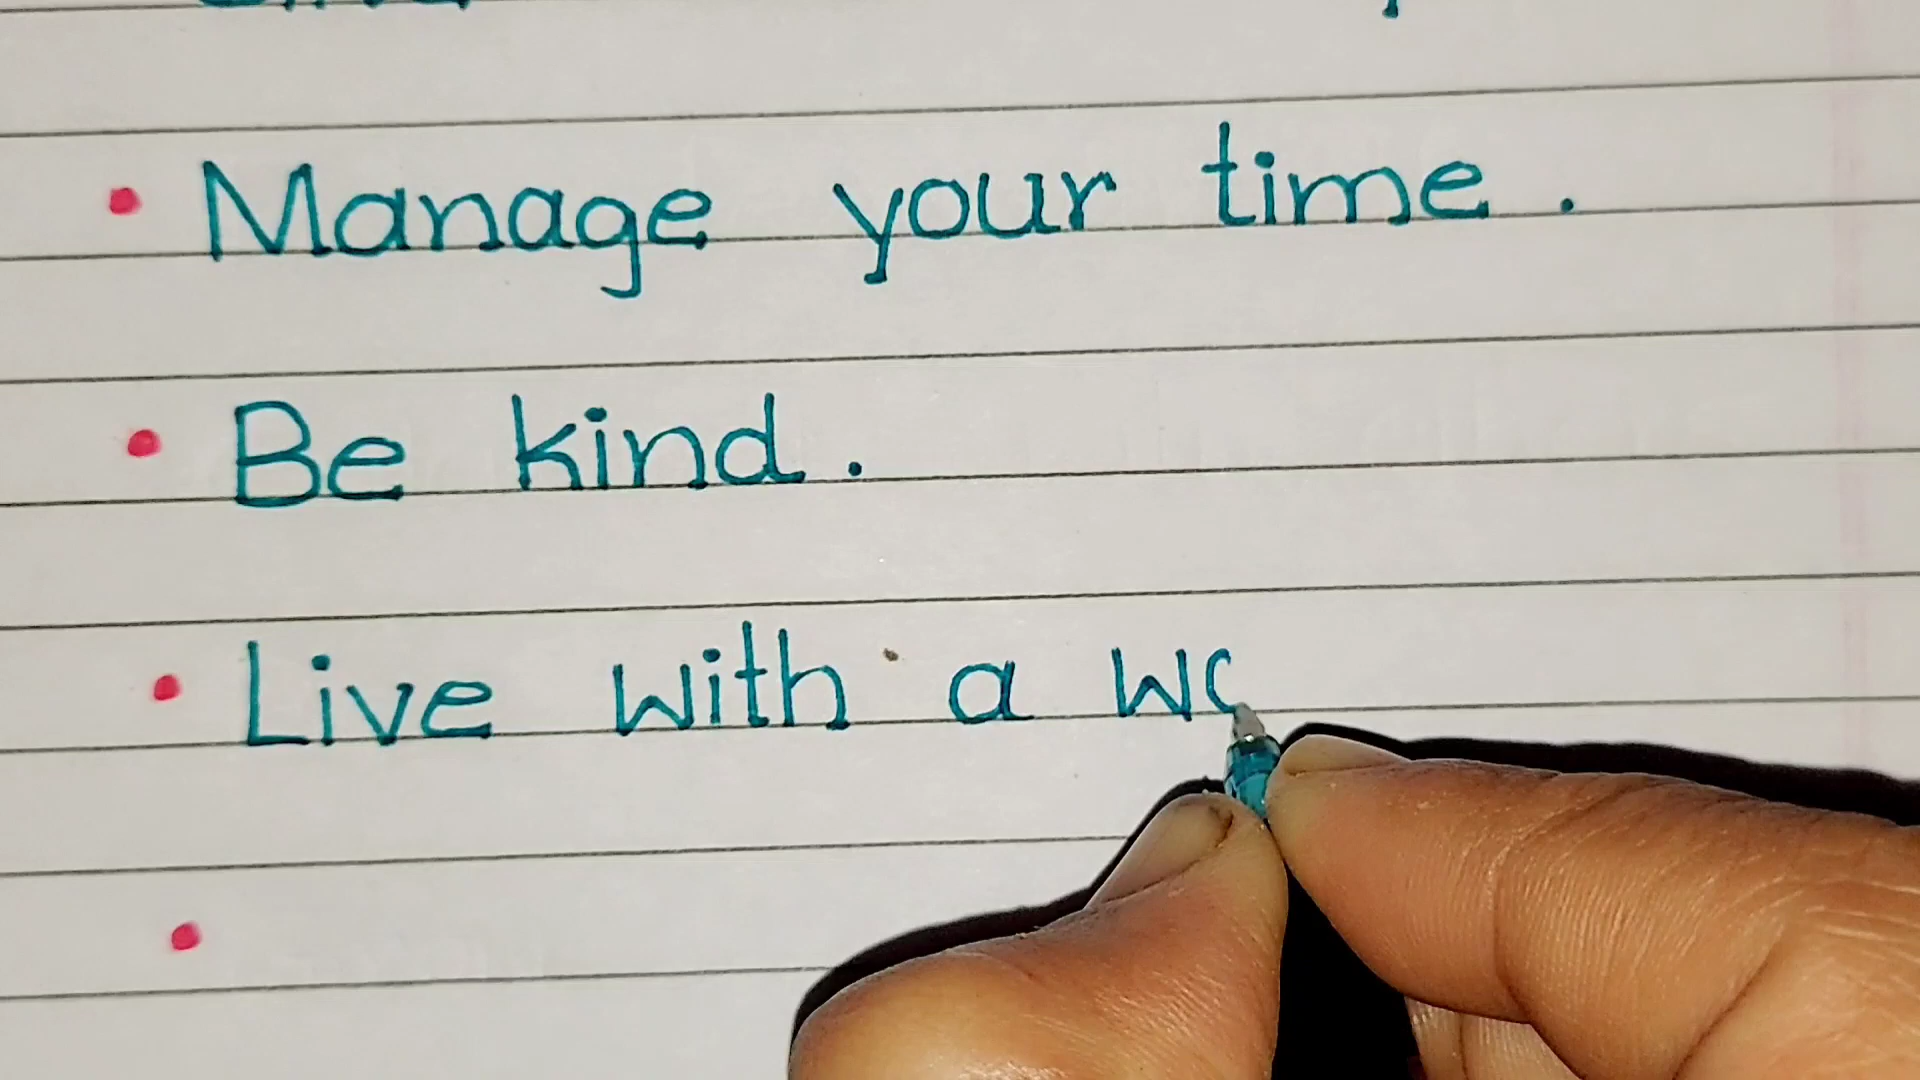 • Manage your time.
• Be kind.
• Live with a
•